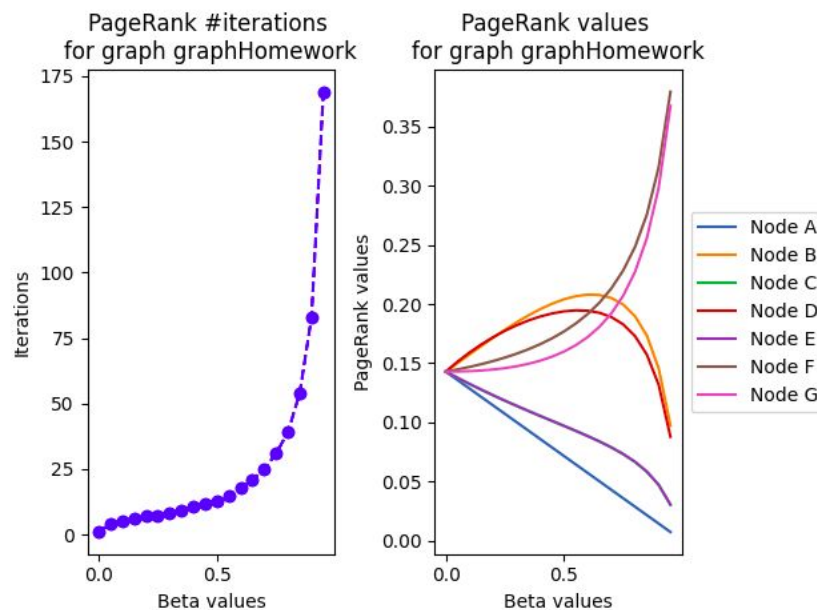 PageRank #iterations
for graph graphHomework
175
150
125
100
75
50
25
0
Iterations
0.0
0.5
Beta values
PageRank values
for graph graphHomework
0.35
0.30
0.25
0.20
0.15
0.10
0.05
0.00
PageRank values
0.0
0.5
Beta values
Node A
Node B
Node C
Node D
Node E
Node F
Node G